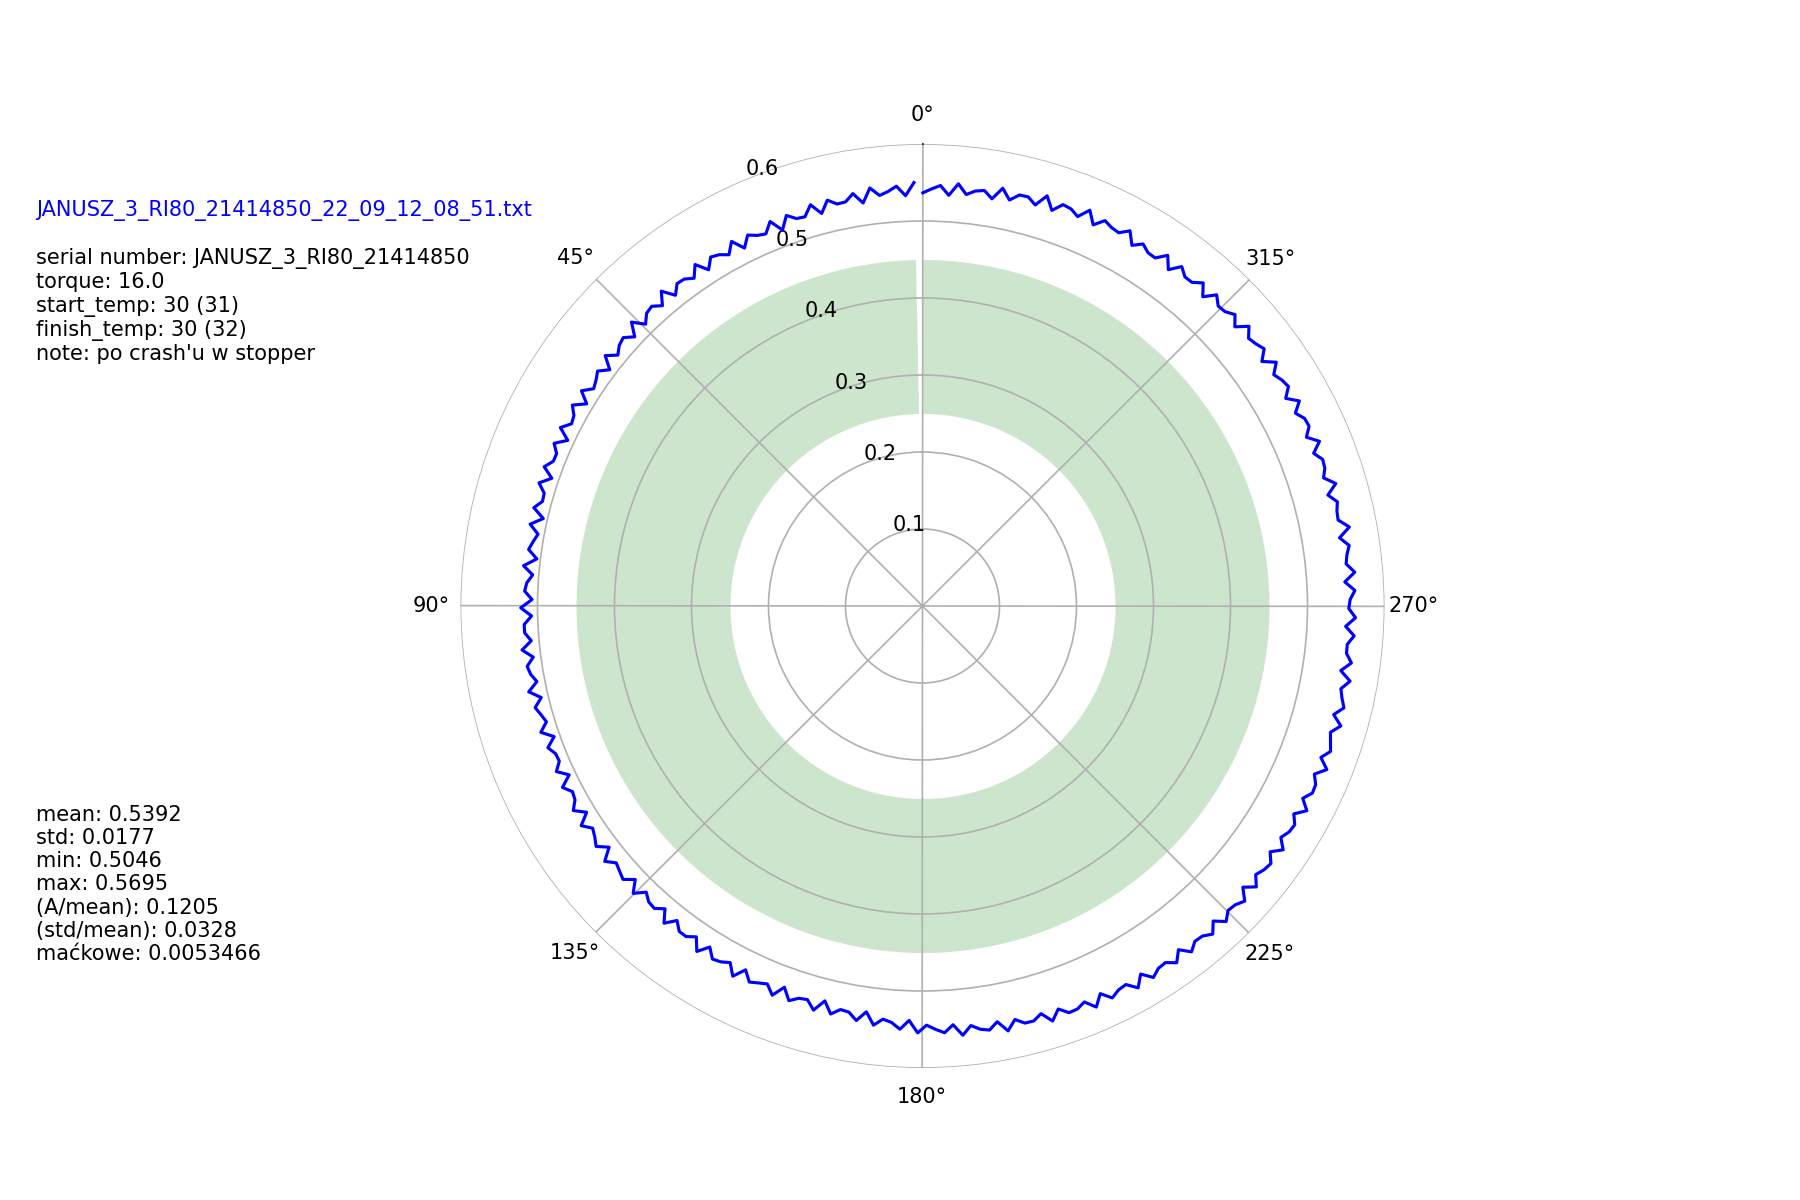 0°
0.6
JANUSZ_3_RI80_21414850_22_09_12_08_51.txt
0.5
serial number: JANUSZ_3_RI80_21414850
45°
315°
torque: 16.0
start_temp: 30 (31)
0.4
finish_temp: 30 (32)
note: po crash'u w stopper
0.3
0.2
0.1
90°
270°
mean: 0.5392
std: 0.0177
min: 0.5046
max: 0.5695
(A/mean): 0.1205
(std/mean): 0.0328
maćkowe: 0.0053466
135°
225°
180°